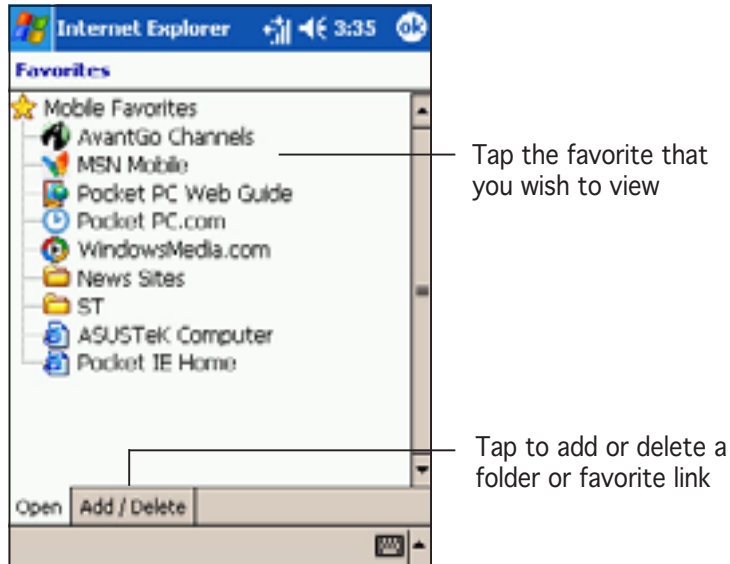 Internet Explorer 3:35 ok
Favorites
Mobile Favorites
AvantGo Channels
MSN Mobile
Pocket PC Web Guide
Pocket PC.com
WindowsMedia.com
News Sites
ST
ASUSTeK Computer
Pocket IE Home
Tap the favorite that
you wish to view
Tap to add or delete a
folder or favorite link
Open Add / Delete